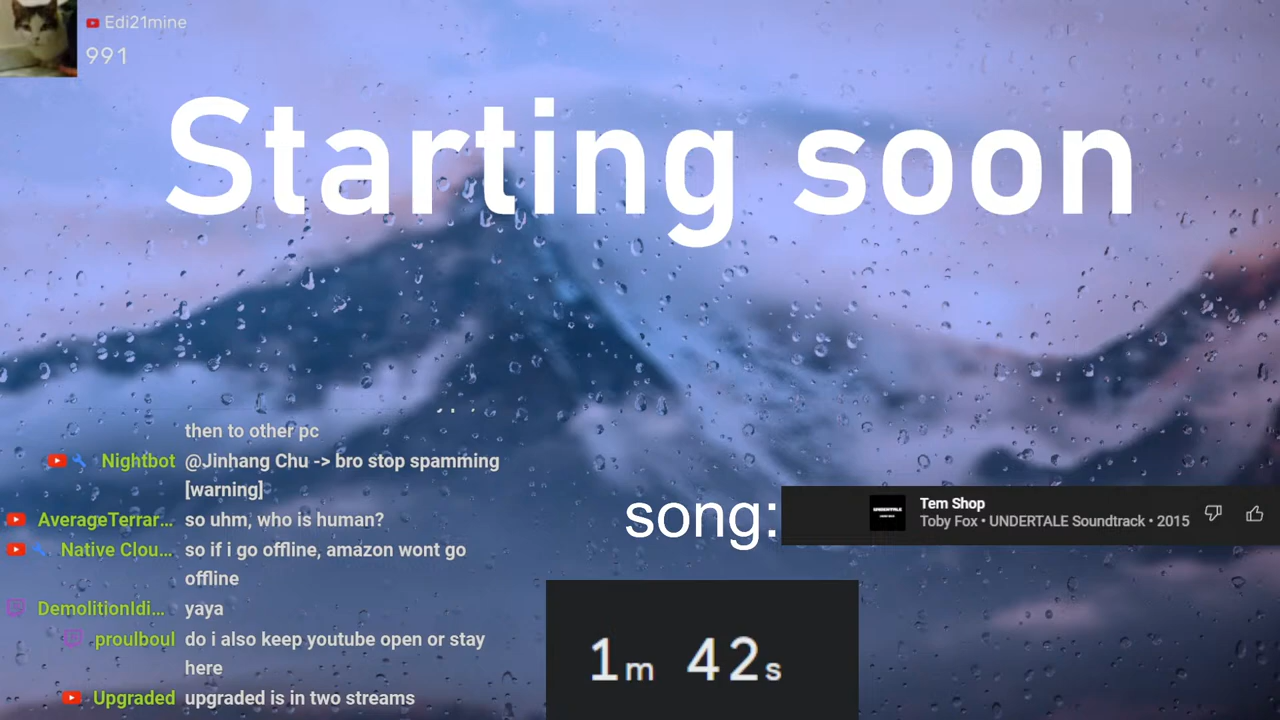 Edi21mine
991
Starting soon
then to other pc
Nightbot @Jinhang Chu -> bro stop spamming
[warning]
AverageTerrar... so uhm, who is human?
Native Clou... so if i go offline, amazon wont go
offline
DemolitionIdi... yaya
proulboul do i also keep youtube open or stay
here
Upgraded upgraded is in two streams
song:
Tem Shop
Toby Fox • UNDERTALE Soundtrack • 2015
1m 42s